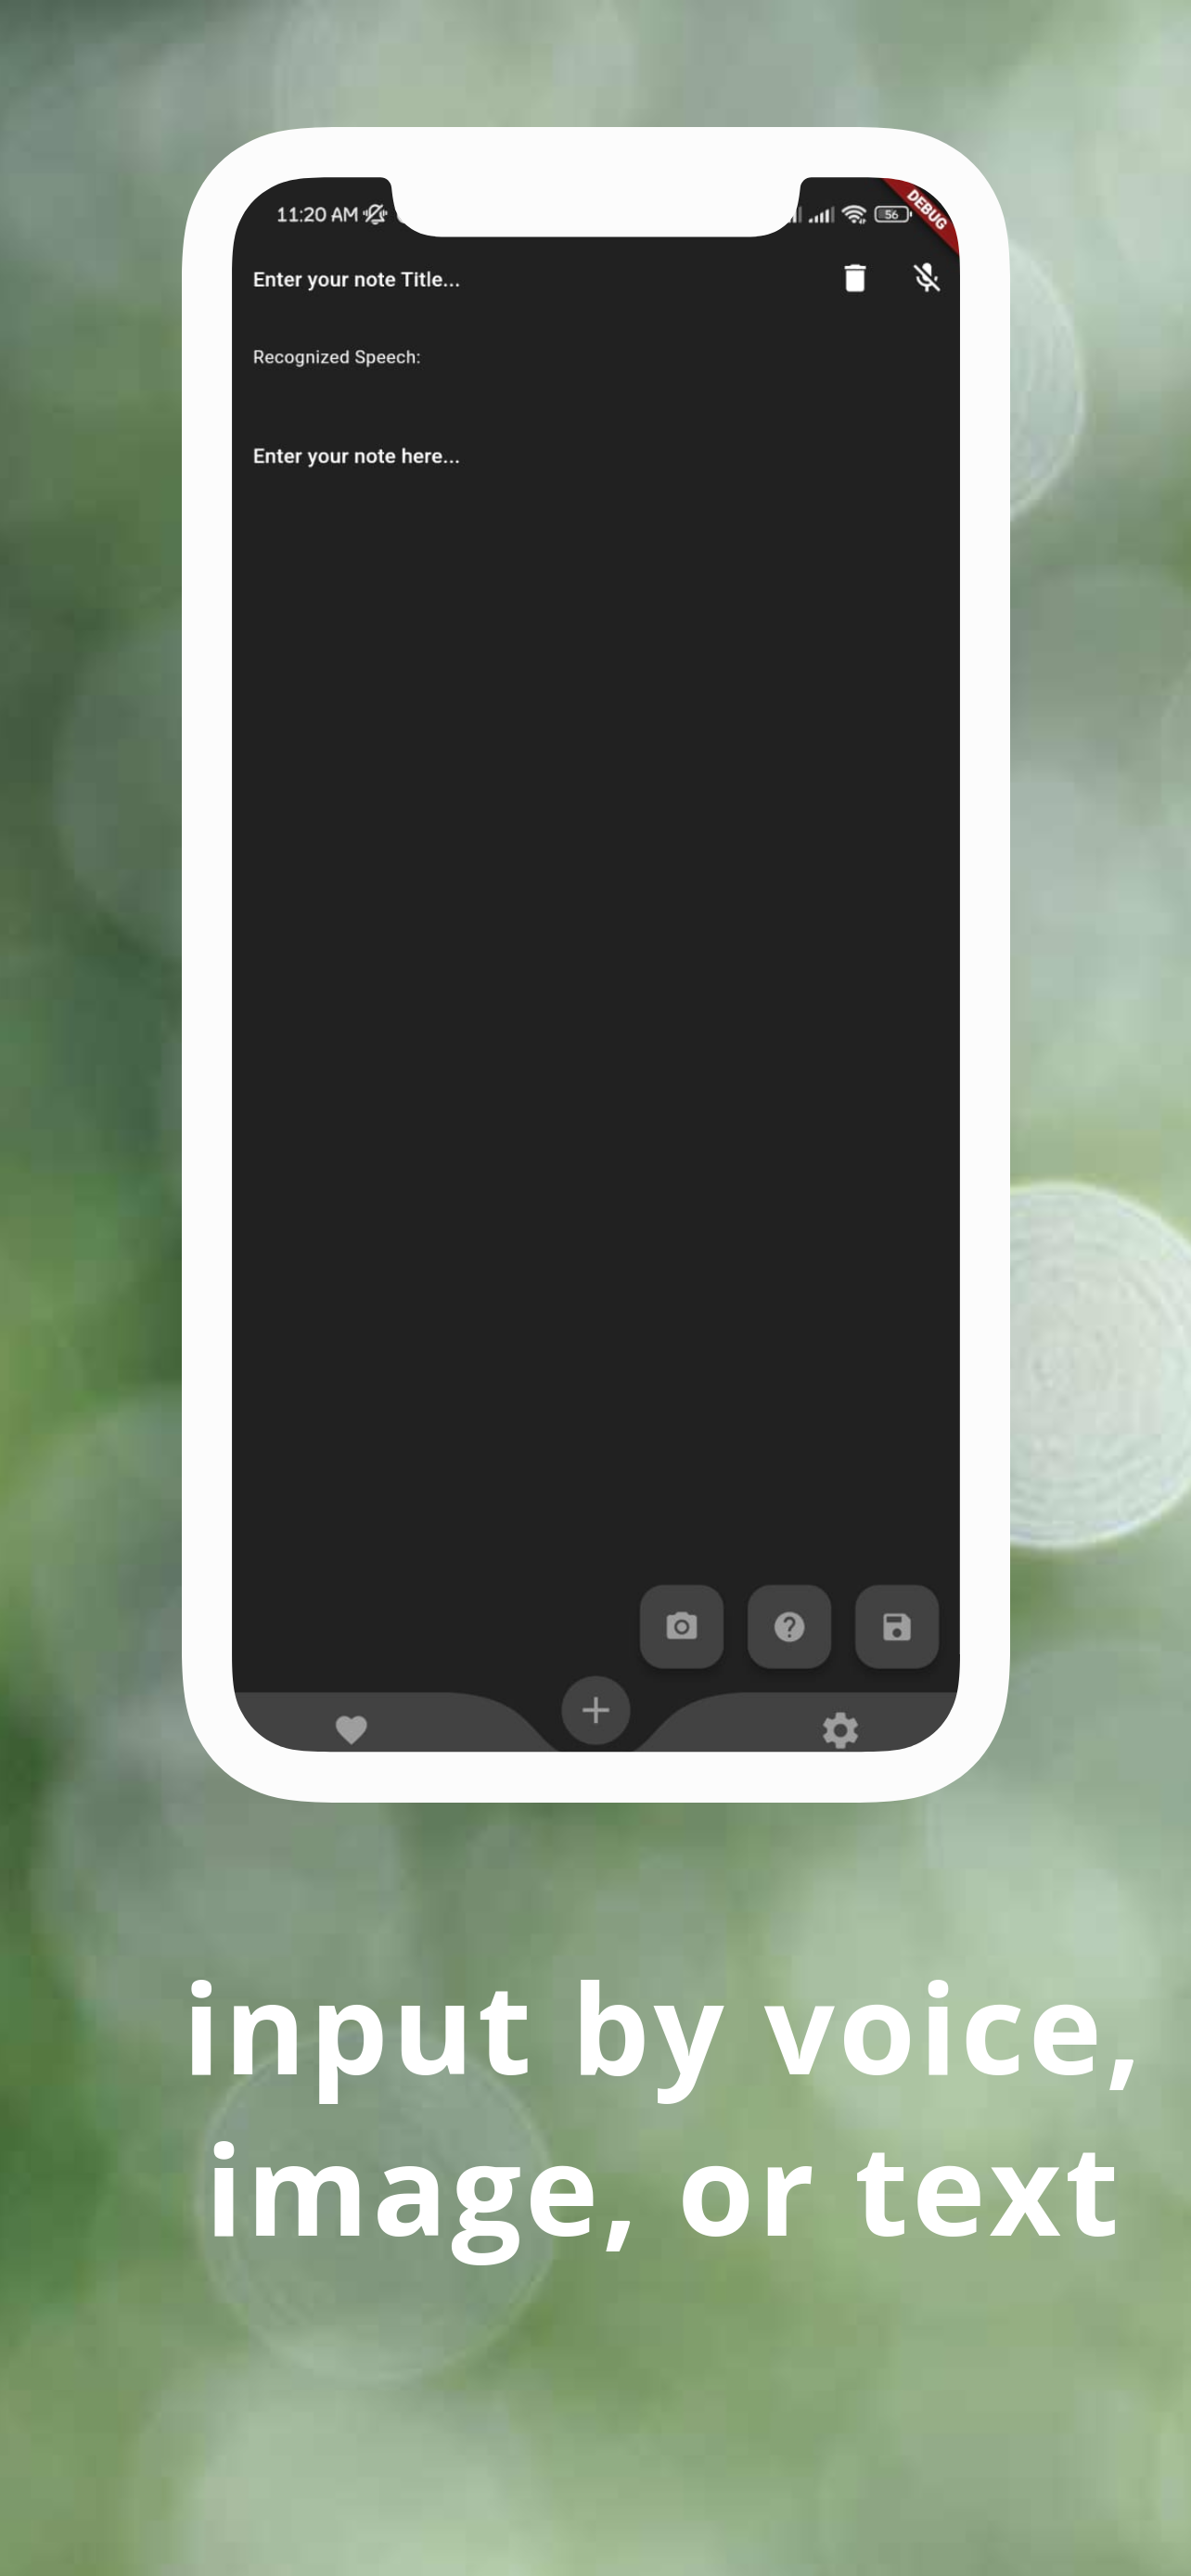 11:20 AM
56
DEBUG
Enter your note Title...
Recognized Speech:
Enter your note here...
input by voice,
image, or text